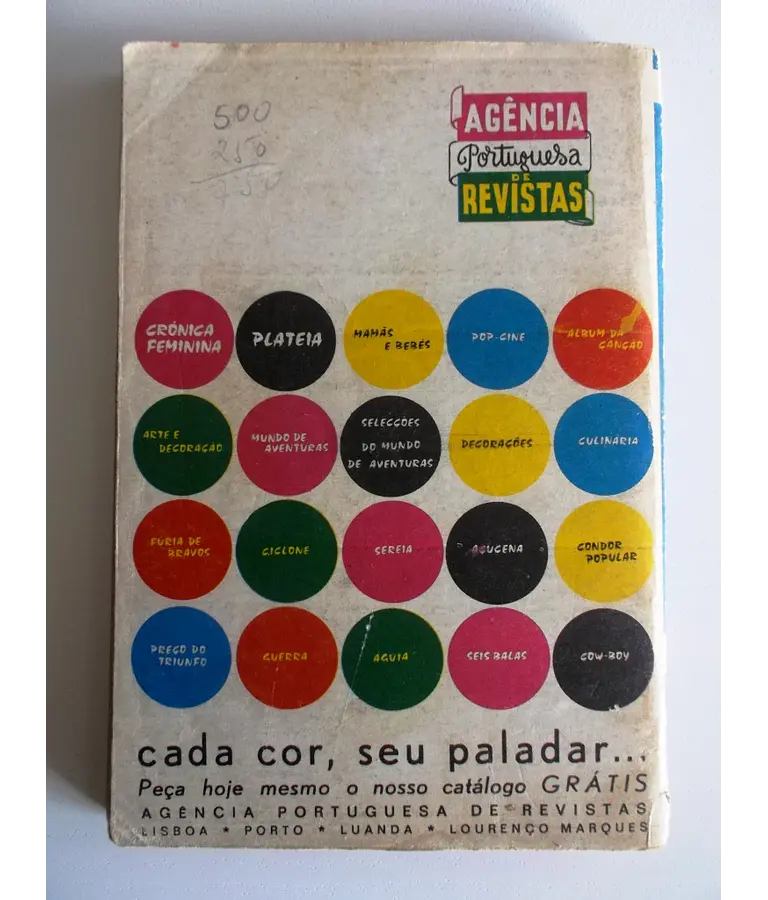 500
250
750
AGÊNCIA
Portuguesa
DE
REVISTAS
CRÓNICA
FEMININA
PLATEIA
MAMÃS
E BEBÉS
POP-CINE
ALBUM DA
CANÇÃO
ARTE E
DECORAÇÃO
MUNDO DE
AVENTURAS
SELECÇÕES
DO MUNDO
DE AVENTURAS
DECORAÇÕES
CULINÁRIA
FÚRIA DE
BRAVOS
CICLONE
SEREIA
AÇUCENA
CONDOR
POPULAR
PREÇO DO
TRIUNFO
GUERRA
ÁGUIA
SEIS BALAS
COW-BOY
cada cor, seu paladar...
Peça hoje mesmo o nosso catálogo GRÁTIS
AGÊNCIA PORTUGUESA DE REVISTAS
LISBOA * PORTO * LUANDA * LOURENÇO MARQUES